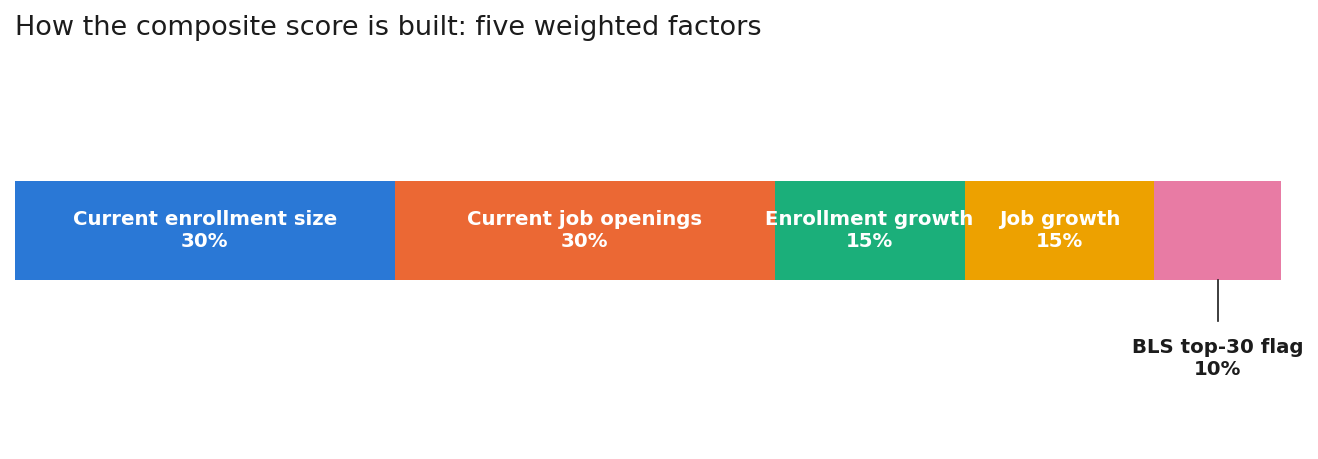 How the composite score is built: five weighted factors
Current enrollment size
30%
Current job openings
30%
Enrollment growth
15%
Job growth
15%
BLS top-30 flag
10%